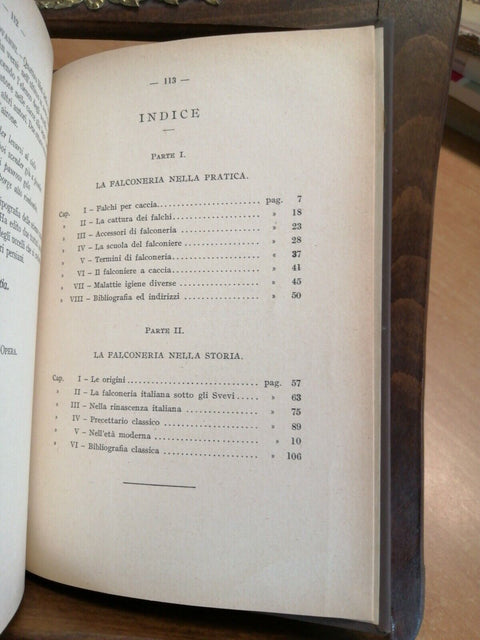 — 112
— 113 —
INDICE
PARTE I.
LA FALCONERIA NELLA PRATICA.
Cap. I - Falchi per caccia........................ pag. 7
» II - La cattura dei falchi..................... » 18
» III - Accessori di falconeria.................. » 23
» IV - La scuola del falconiere................. » 28
» V - Termini di falconeria................... « 37
» VI - Il falconiere a caccia.................... « 41
» VII - Malattie igiene diverse................... » 45
» VIII - Bibliografia ed indirizzi................. » 50
PARTE II.
LA FALCONERIA NELLA STORIA.
Cap. I - Le origini............................... pag. 57
» II - La falconeria italiana sotto gli Svevi..... » 63
» III - Nella rinascenza italiana................. » 75
» IV - Precettario classico...................... » 89
» V - Nell'età moderna........................ » 10
» VI - Bibliografia classica...................... » 106